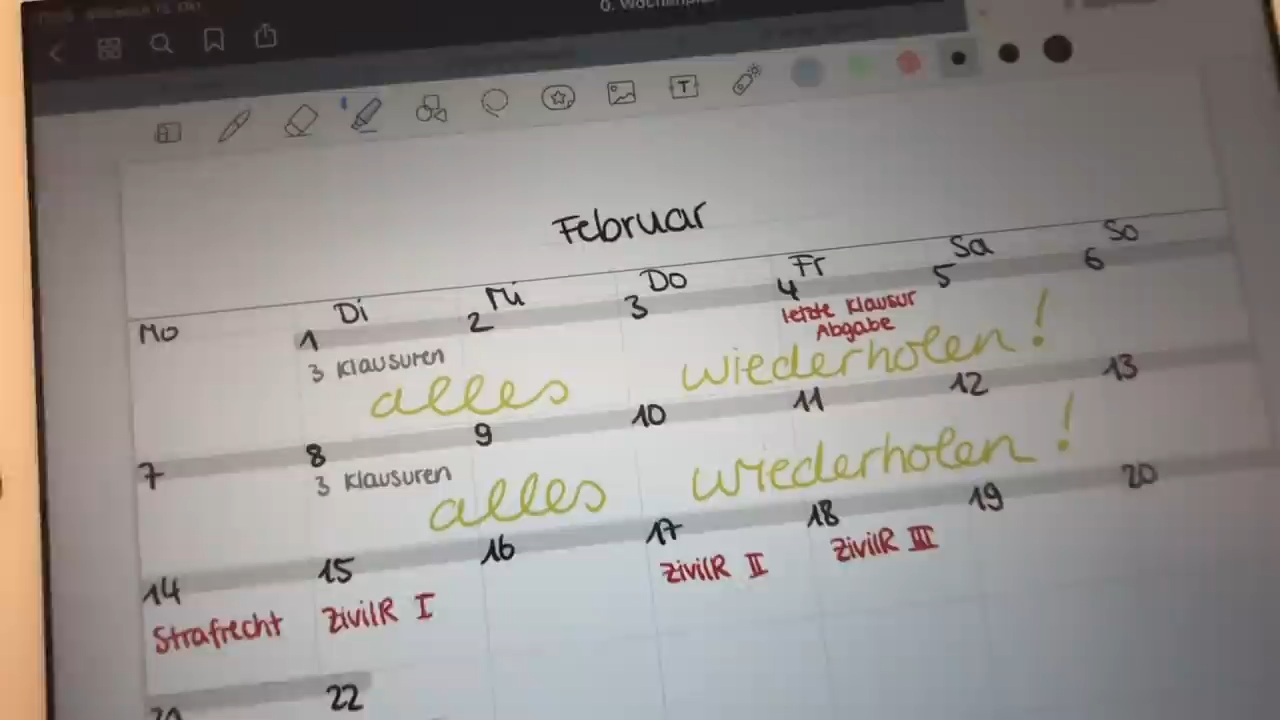 Februar
Mo Di Mi Do Fr Sa So
1 2 3 4 5 6
3 Klausuren
letzte Klausur
Abgabe
alles wiederholen!
7 8 9 10 11 12 13
3 Klausuren
alles wiederholen!
14 15 16 17 18 19 20
Strafrecht ZivilR I ZivilR II ZivilR III
22